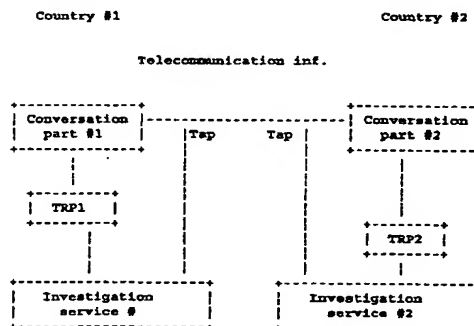 Country #1 Country #2
Telecommunication inf.
Conversation Conversation
part #1 Tap Tap part #2
TRP1
TRP2
Investigation Investigation
service # service #2